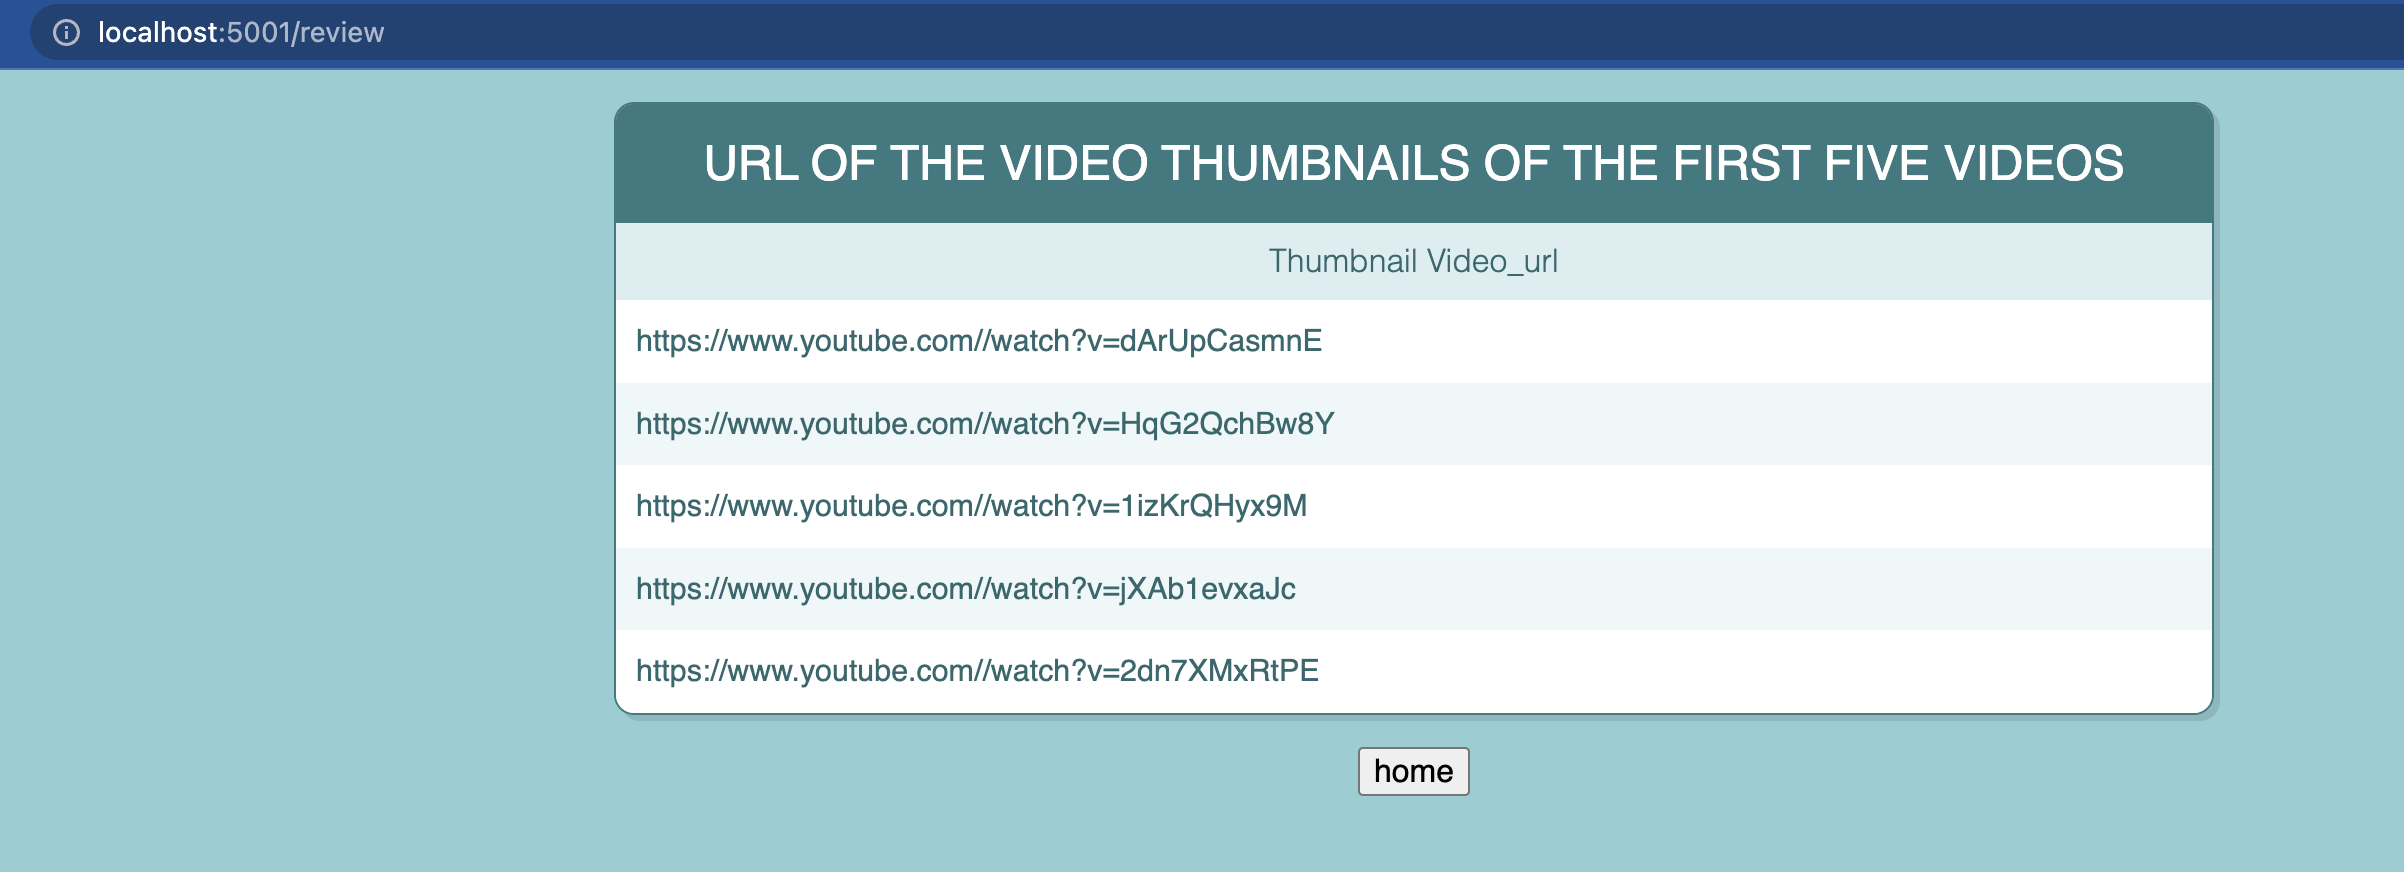 localhost:5001/review
URL OF THE VIDEO THUMBNAILS OF THE FIRST FIVE VIDEOS
Thumbnail Video_url
https://www.youtube.com//watch?v=dArUpCasmnE
https://www.youtube.com//watch?v=HqG2QchBw8Y
https://www.youtube.com//watch?v=1izKrQHyx9M
https://www.youtube.com//watch?v=jXAb1evxaJc
https://www.youtube.com//watch?v=2dn7XMxRtPE
home